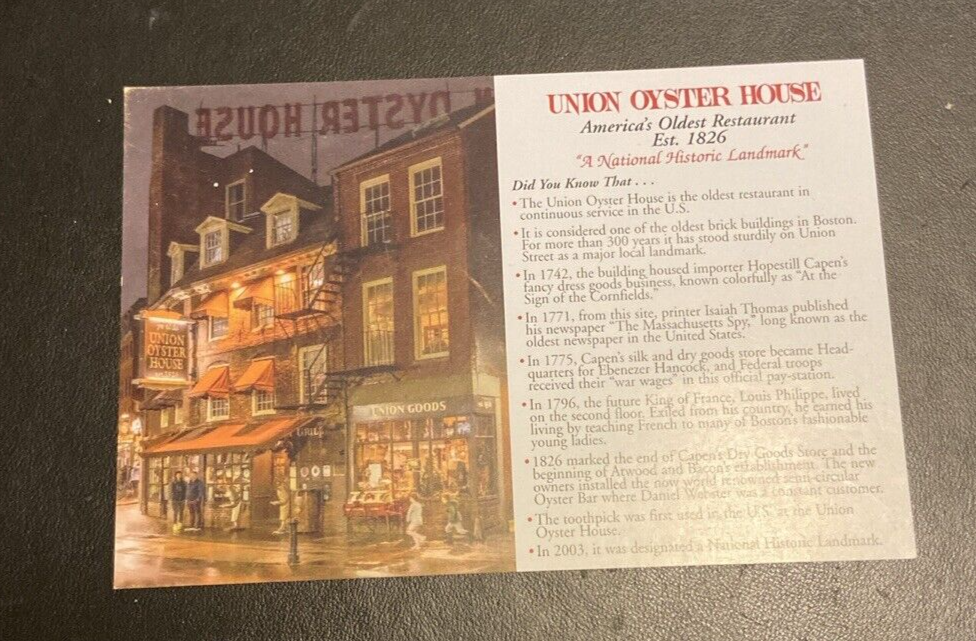 OYSTER HOUSE
UNION
OYSTER
HOUSE
UNION GOODS
GRILL
UNION OYSTER HOUSE
America's Oldest Restaurant
Est. 1826
"A National Historic Landmark"
Did You Know That . . .
• The Union Oyster House is the oldest restaurant in
continuous service in the U.S.
• It is considered one of the oldest brick buildings in Boston.
For more than 300 years it has stood sturdily on Union
Street as a major local landmark.
• In 1742, the building housed importer Hopestill Capen's
fancy dress goods business, known colorfully as "At the
Sign of the Cornfields."
• In 1771, from this site, printer Isaiah Thomas published
his newspaper "The Massachusetts Spy," long known as the
oldest newspaper in the United States.
• In 1775, Capen's silk and dry goods store became Head-
quarters for Ebenezer Hancock, and Federal troops
received their "war wages" in this official pay-station.
• In 1796, the future King of France, Louis Philippe, lived
on the second floor. Exiled from his country, he earned his
living by teaching French to many of Boston's fashionable
young ladies.
• 1826 marked the end of Capen's Dry Goods Store and the
beginning of Atwood and Bacon's establishment. The new
owners installed the now world renowned semi-circular
Oyster Bar where Daniel Webster was a constant customer.
• The toothpick was first used in the U.S. at the Union
Oyster House.
• In 2003, it was designated a National Historic Landmark.